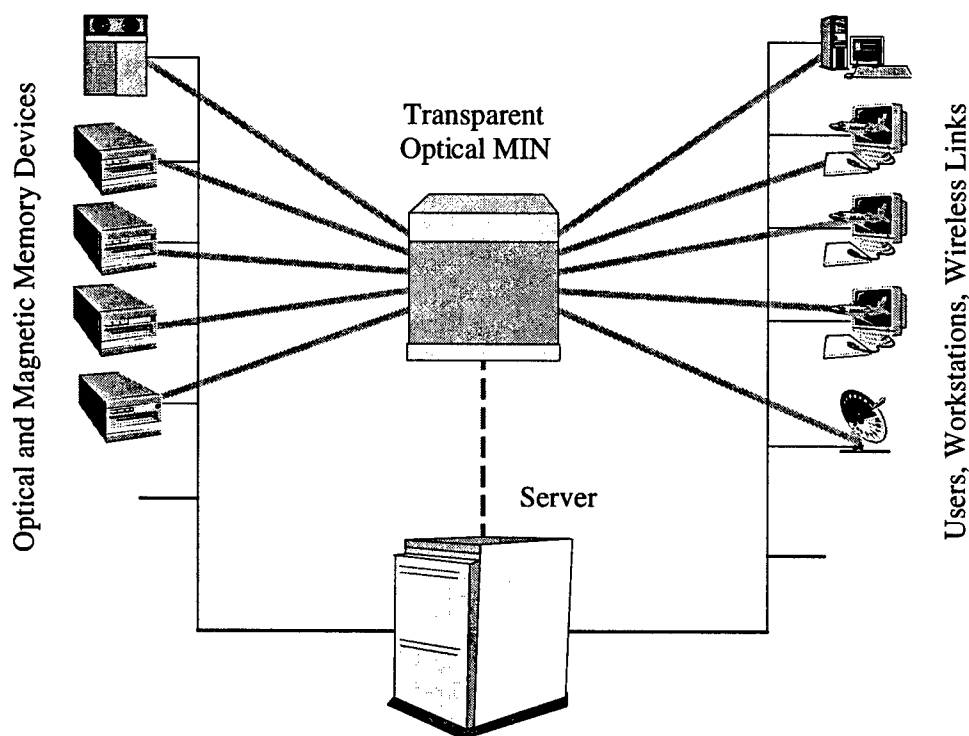 Optical and Magnetic Memory Devices
Transparent
Optical MIN
Users, Workstations, Wireless Links
Server